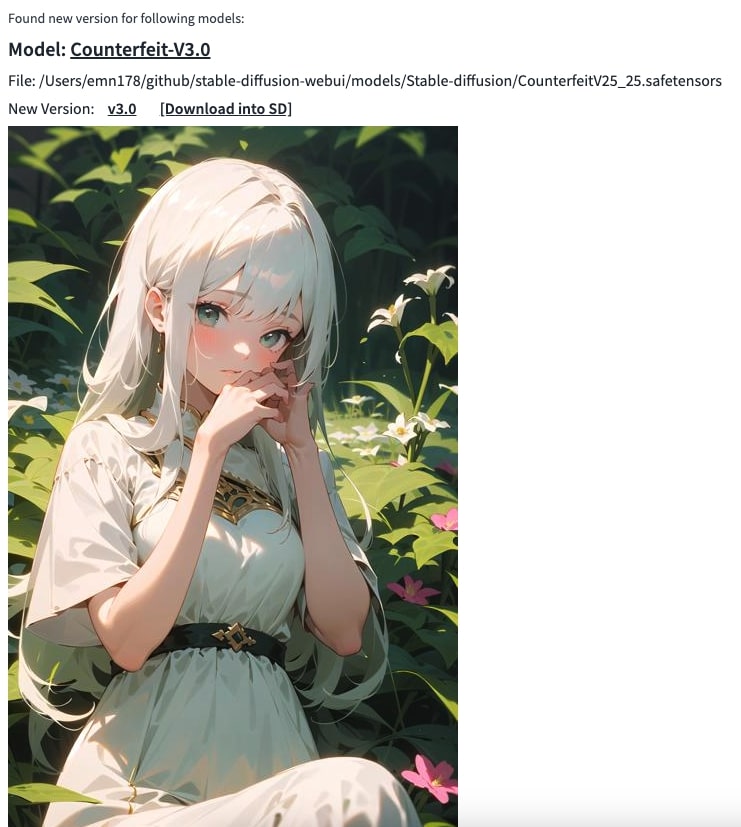 Found new version for following models:
Model: Counterfeit-V3.0
File: /Users/emn178/github/stable-diffusion-webui/models/Stable-diffusion/CounterfeitV25_25.safetensors
New Version: v3.0 [Download into SD]